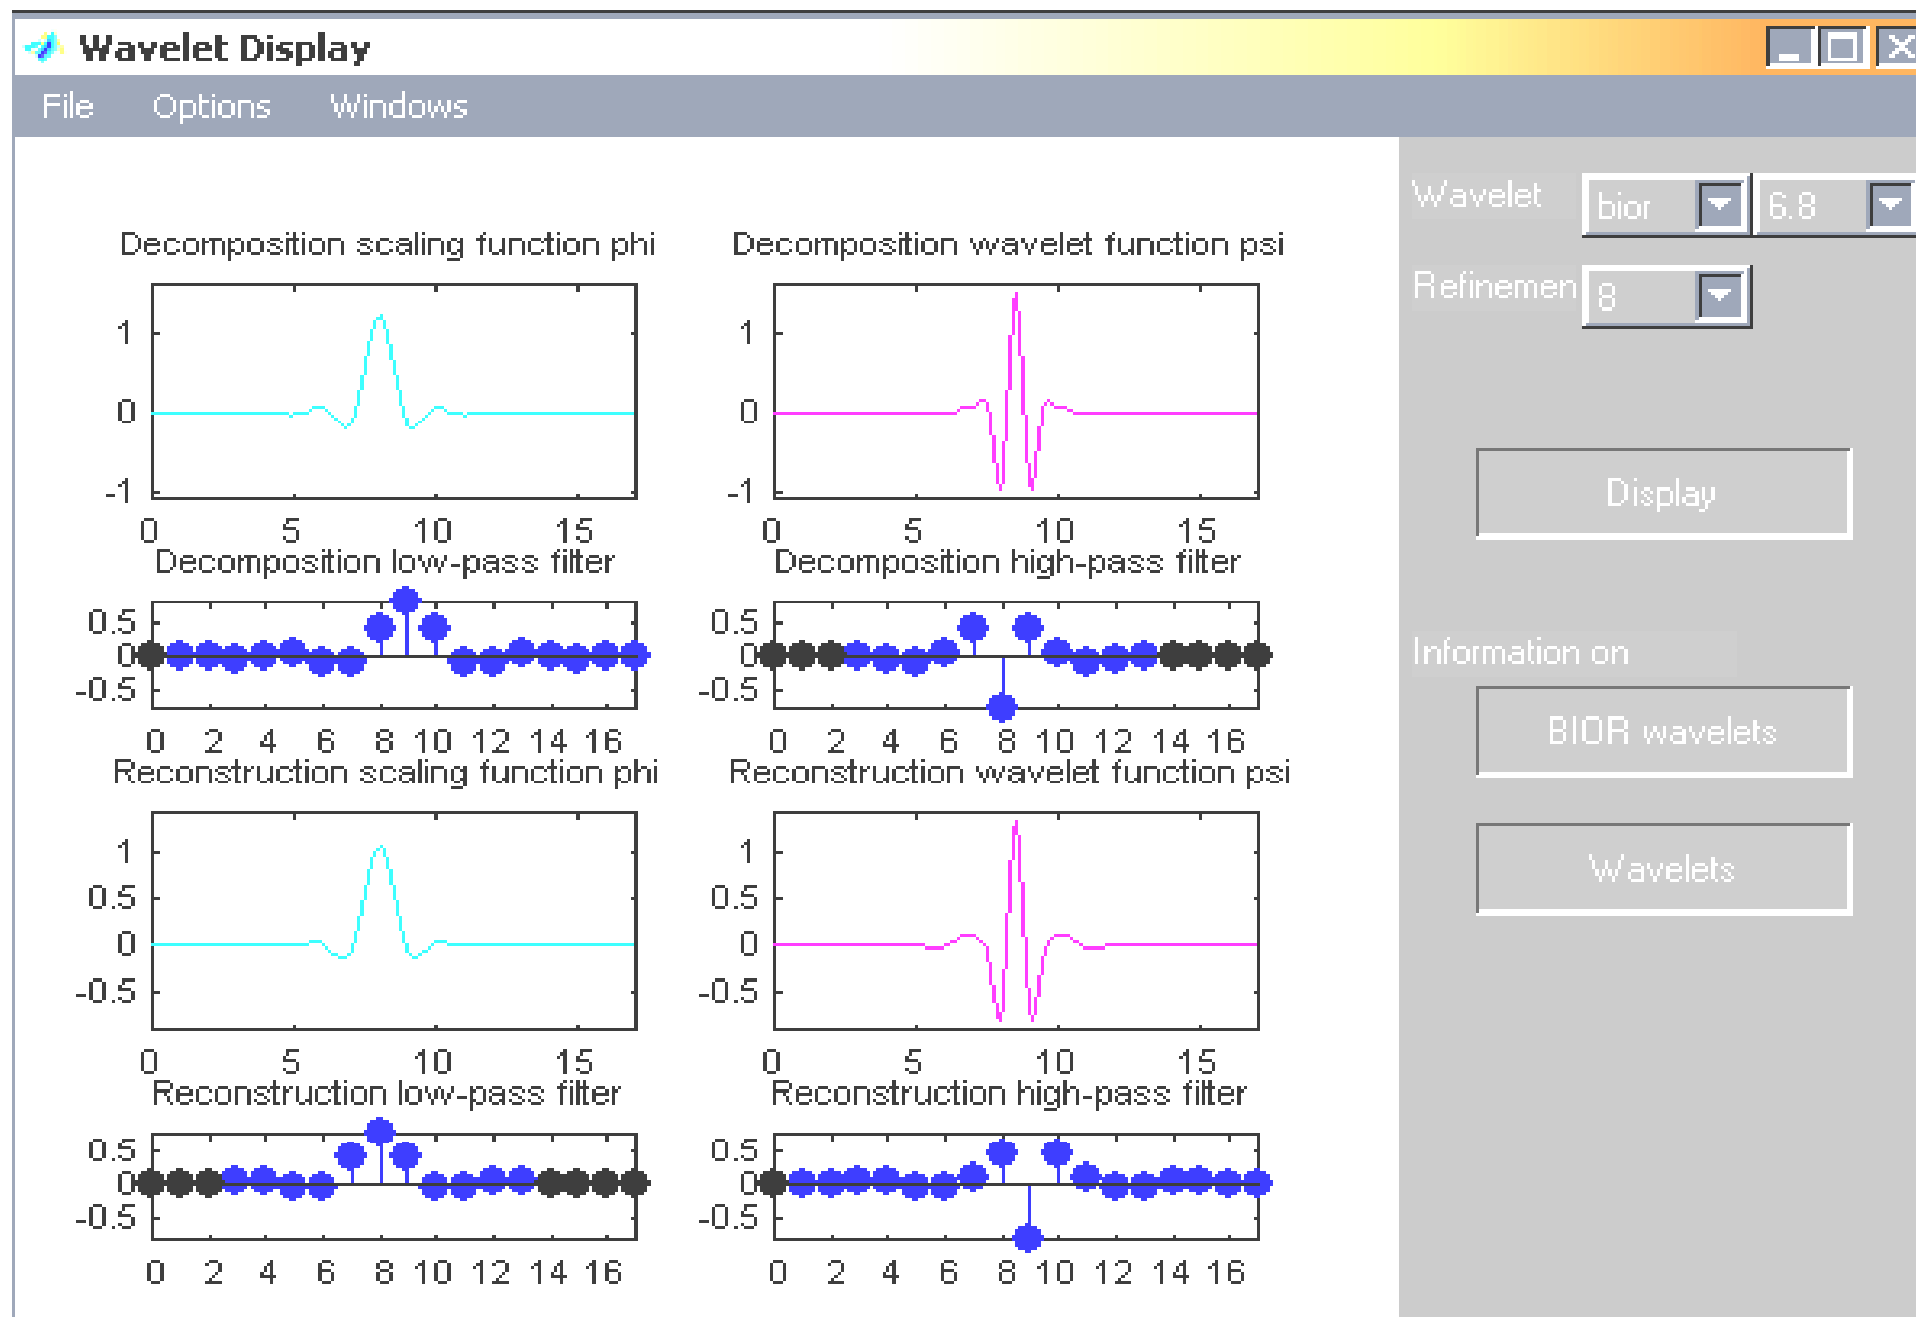 Wavelet Display
File Options Windows
Wavelet bior 6.8
Refinemen 8
Decomposition scaling function phi Decomposition wavelet function psi
1 1
0 0
-1 -1
0 5 10 15 0 5 10 15
Display
Decomposition low-pass filter Decomposition high-pass filter
0.5 0.5
0 0
-0.5 -0.5
0 2 4 6 8 10 12 14 16 0 2 4 6 8 10 12 14 16
Information on
BIOR wavelets
Reconstruction scaling function phi Reconstruction wavelet function psi
1 1
0.5 0.5
0 0
-0.5 -0.5
0 5 10 15 0 5 10 15
Wavelets
Reconstruction low-pass filter Reconstruction high-pass filter
0.5 0.5
0 0
-0.5 -0.5
0 2 4 6 8 10 12 14 16 0 2 4 6 8 10 12 14 16